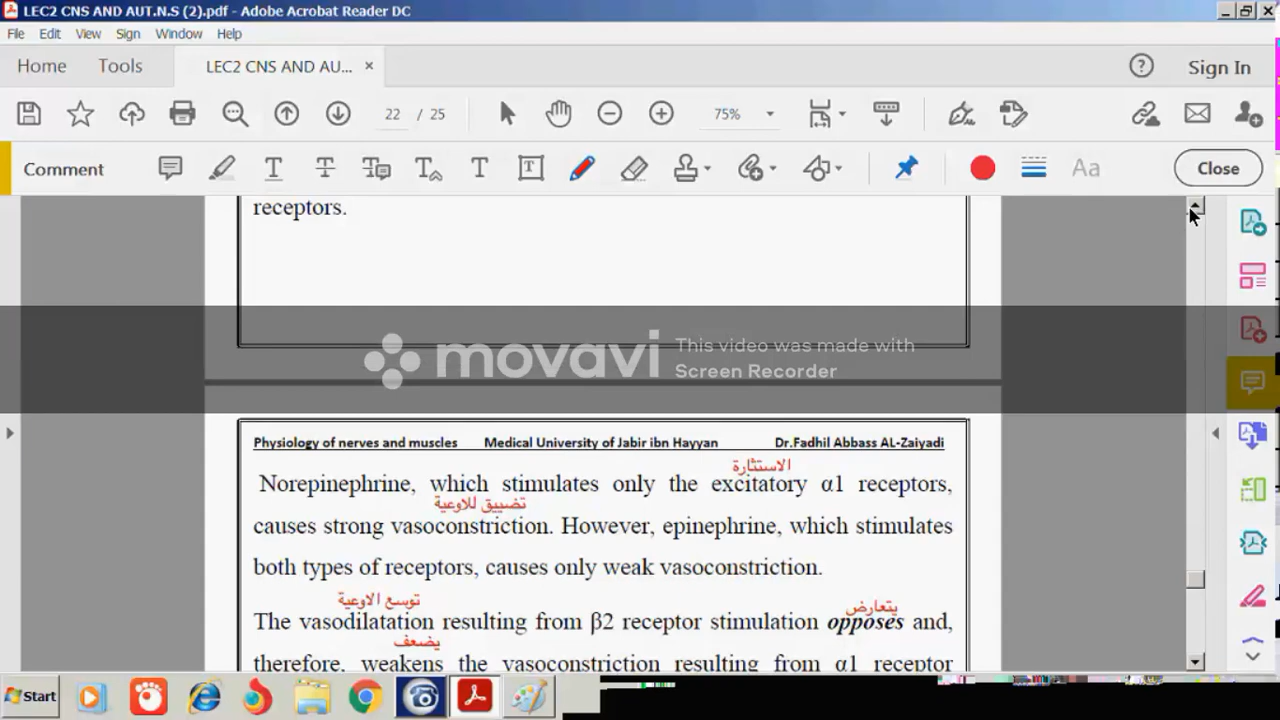 LEC2 CNS AND AUT.N.S (2).pdf - Adobe Acrobat Reader DC
File Edit View Sign Window Help
Home Tools LEC2 CNS AND AU... × Sign In
22 / 25 75%
Comment Aa Close
receptors.
movavi This video was made with
Screen Recorder
Physiology of nerves and muscles Medical University of Jabir ibn Hayyan Dr.Fadhil Abbass AL-Zaiyadi
الاستثارة
Norepinephrine, which stimulates only the excitatory α1 receptors,
تضييق للاوعية
causes strong vasoconstriction. However, epinephrine, which stimulates
both types of receptors, causes only weak vasoconstriction.
توسع الاوعية يتعارض
The vasodilatation resulting from β2 receptor stimulation opposes and,
يضعف
therefore, weakens the vasoconstriction resulting from α1 receptor
Start